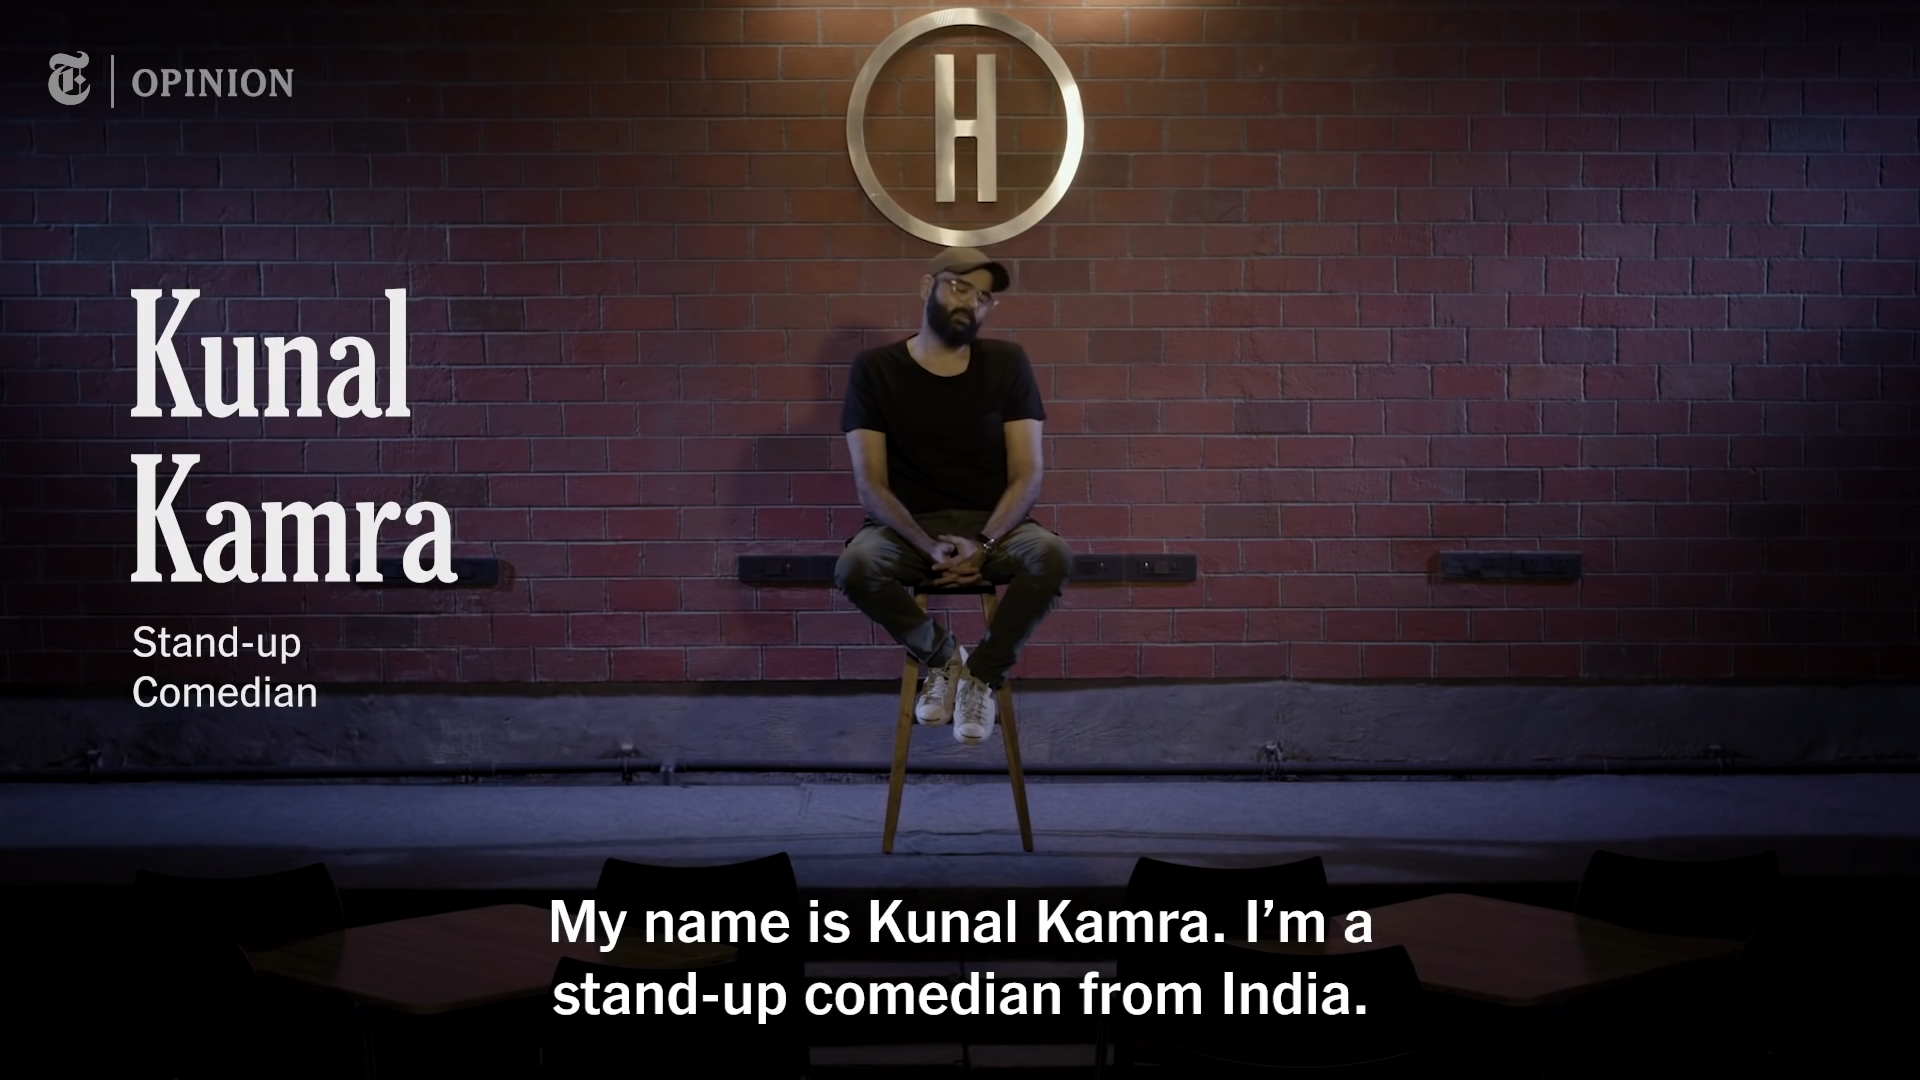 T | OPINION
H
Kunal
Kamra
Stand-up
Comedian
My name is Kunal Kamra. I’m a
stand-up comedian from India.